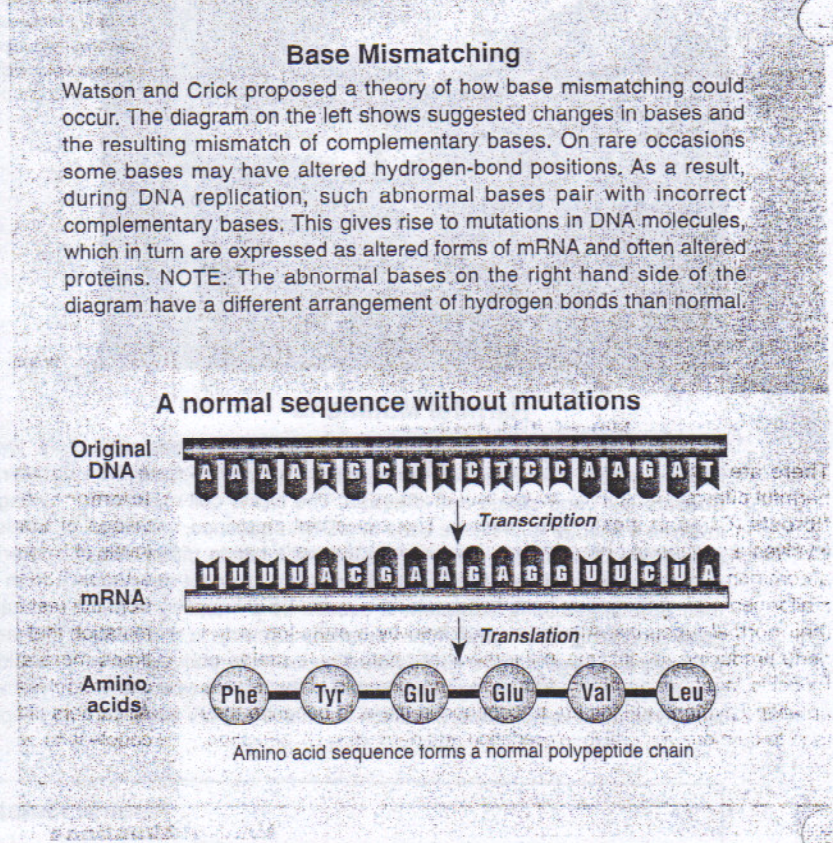 Base Mismatching
Watson and Crick proposed a theory of how base mismatching could
occur. The diagram on the left shows suggested changes in bases and
the resulting mismatch of complementary bases. On rare occasions
some bases may have altered hydrogen-bond positions. As a result,
during DNA replication, such abnormal bases pair with incorrect
complementary bases. This gives rise to mutations in DNA molecules,
which in turn are expressed as altered forms of mRNA and often altered
proteins. NOTE: The abnormal bases on the right hand side of the
diagram have a different arrangement of hydrogen bonds than normal.
A normal sequence without mutations
Original
DNA
A A A A T G C T T C T C C A A G A T
There are
Transcription
mRNA
U U U U A C G A A G A G G U U C U A
Translation
Amino
acids
Phe Tyr Glu Glu Val Leu
Amino acid sequence forms a normal polypeptide chain